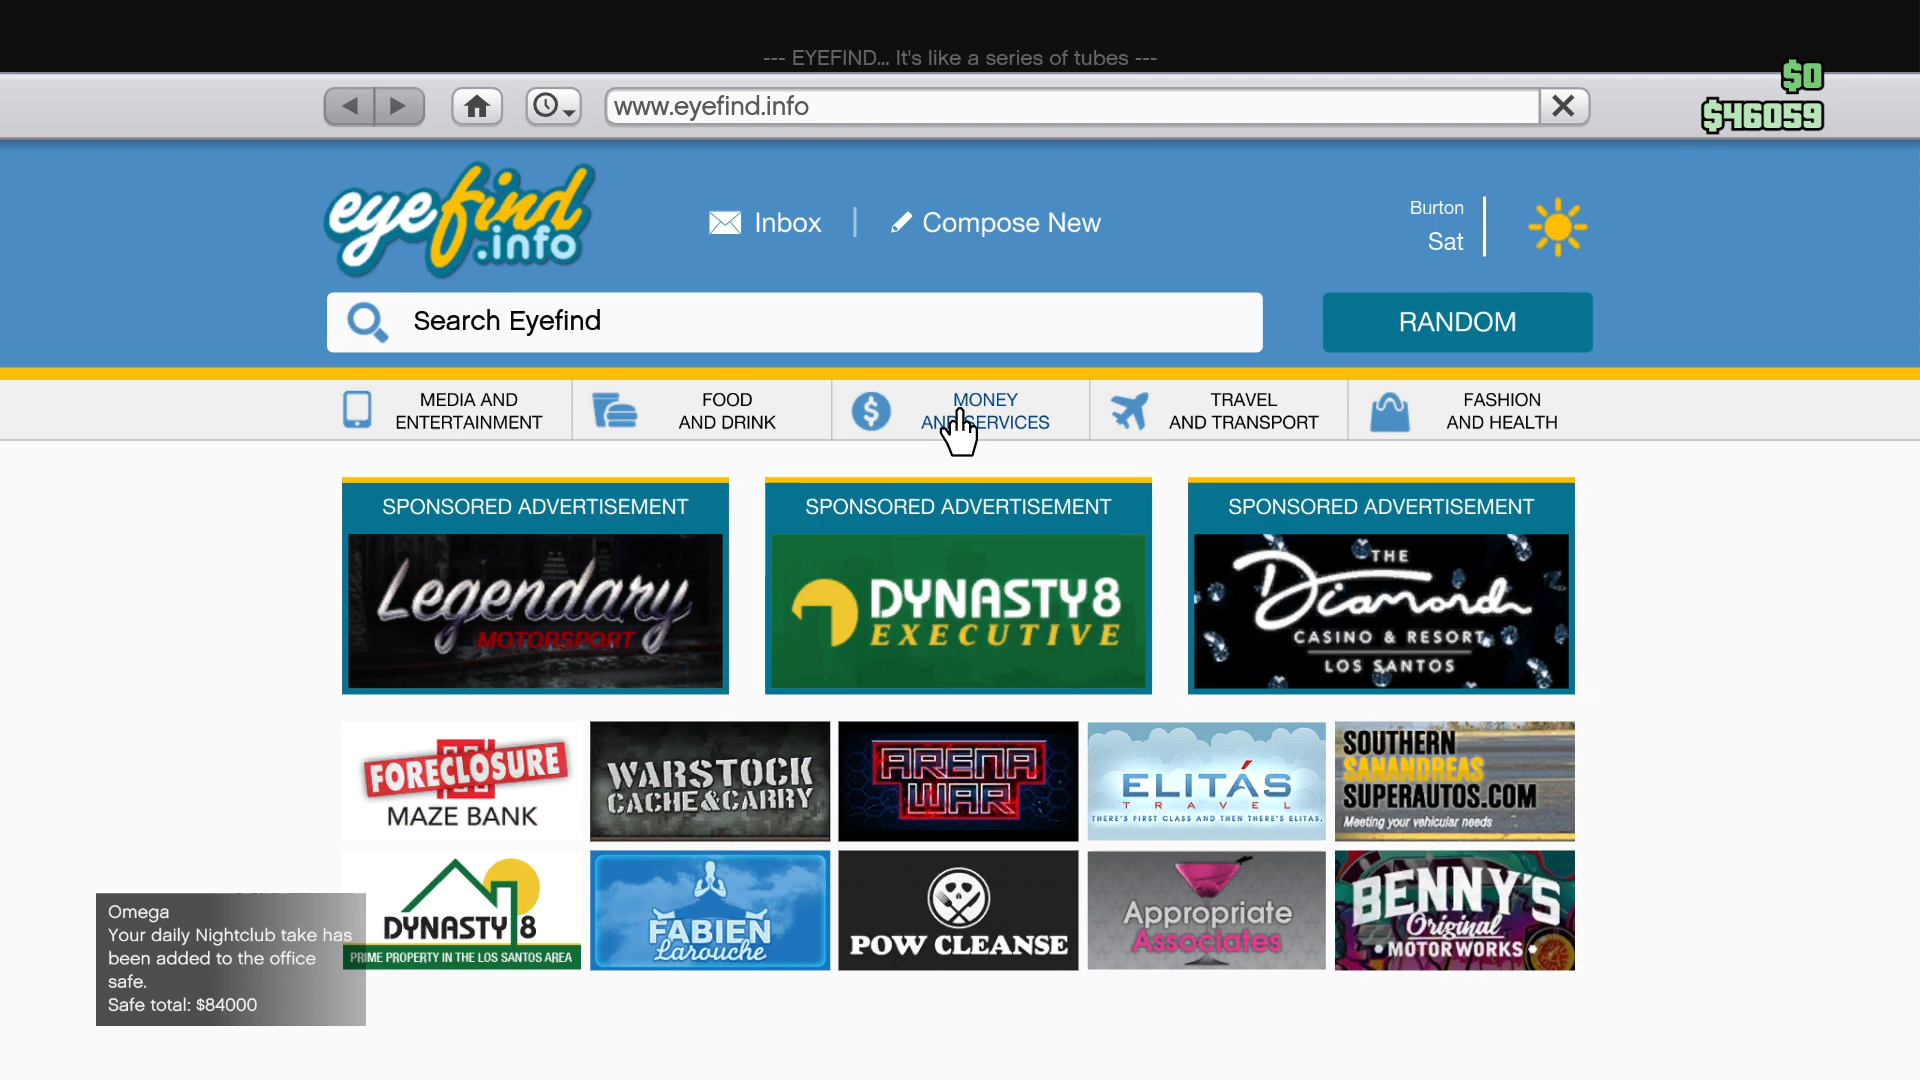 --- EYEFIND... It's like a series of tubes ---
$0
www.eyefind.info
$46059
eyefind
.info
Inbox
Compose New
Burton
Sat
Search Eyefind
RANDOM
MEDIA AND
ENTERTAINMENT
FOOD
AND DRINK
MONEY
AND SERVICES
TRAVEL
AND TRANSPORT
FASHION
AND HEALTH
SPONSORED ADVERTISEMENT
Legendary
MOTORSPORT
SPONSORED ADVERTISEMENT
DYNASTY8
EXECUTIVE
SPONSORED ADVERTISEMENT
THE
Diamond
CASINO & RESORT
LOS SANTOS
FORECLOSURE
MAZE BANK
WARSTOCK
CACHE&CARRY
ARENA
WAR
ELITÁS
TRAVEL
THERE'S FIRST CLASS AND THEN THERE'S ELITAS.
SOUTHERN
SANANDREAS
SUPERAUTOS.COM
Meeting your vehicular needs
DYNASTY 8
PRIME PROPERTY IN THE LOS SANTOS AREA
FABIEN
Larouche
POW CLEANSE
Appropriate
Associates
BENNY'S
Original
MOTOR WORKS
Omega
Your daily Nightclub take has
been added to the office
safe.
Safe total: $84000